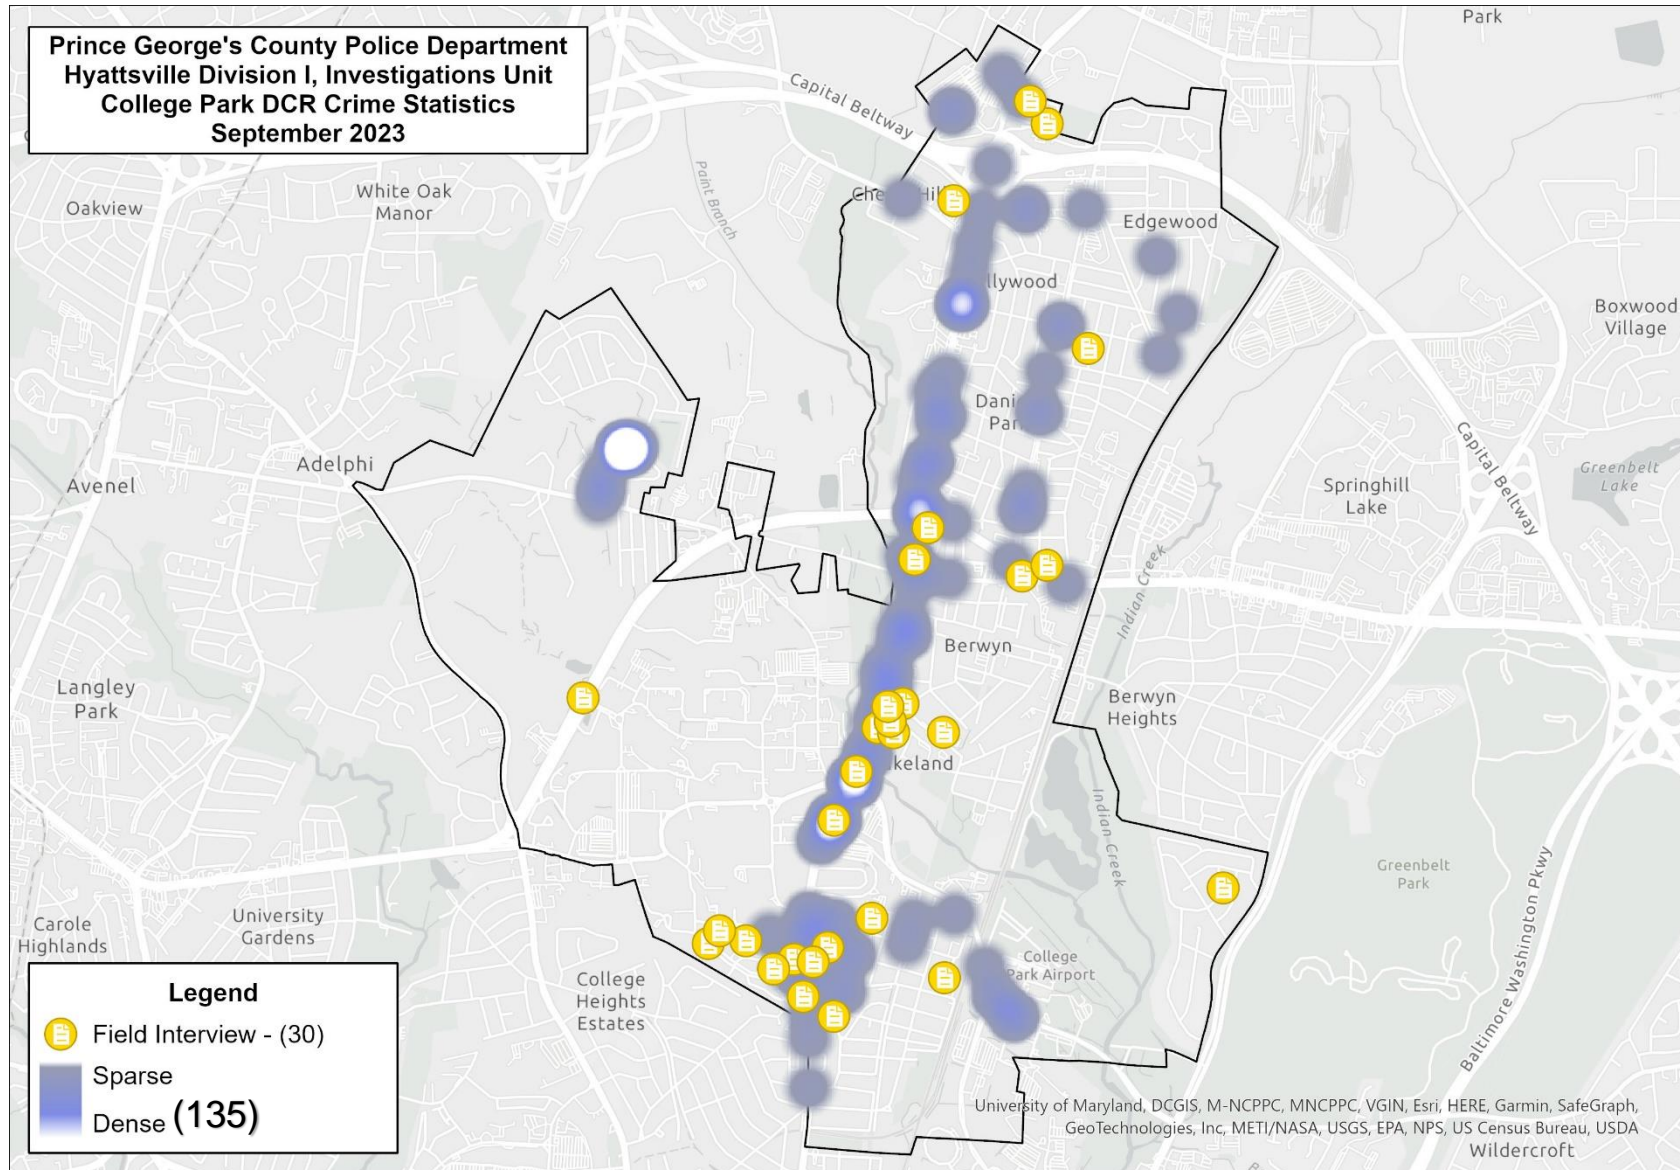 Prince George's County Police Department
Hyattsville Division I, Investigations Unit
College Park DCR Crime Statistics
September 2023
Park
Capital Beltway
Paint Branch
White Oak
Manor
Oakview
Edgewood
llywood
Boxwood
Village
Adelphi
Avenel
Capital Beltway
Greenbelt
Lake
Springhill
Lake
Indian Creek
Berwyn
Langley
Park
Berwyn
Heights
keland
Indian Creek
Greenbelt
Park
Baltimore Washington Pkwy
Carole
Highlands
University
Gardens
College
Park Airport
College
Heights
Estates
Legend
Field Interview - (30)
Sparse
Dense (135)
University of Maryland, DCGIS, M-NCPPC, MNCPPC, VGIN, Esri, HERE, Garmin, SafeGraph,
GeoTechnologies, Inc, METI/NASA, USGS, EPA, NPS, US Census Bureau, USDA
Wildercroft